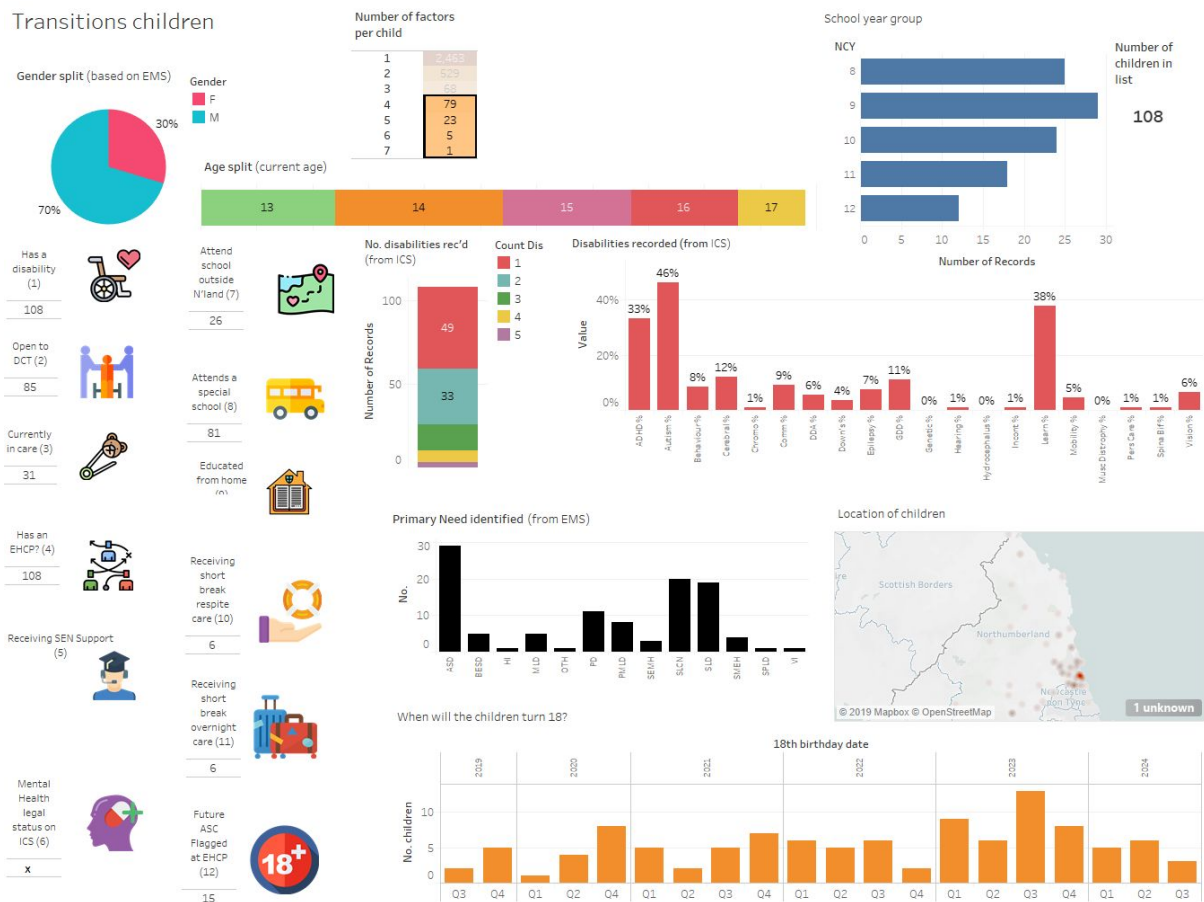 Transitions children
Number of factors
per child
1 2,463
2 529
3 68
4 79
5 23
6 5
7 1
School year group
NCY
8
9
10
11
12
0 5 10 15 20 25 30
Number of Records
Number of
children in
list
108
Gender split (based on EMS)
Gender
F
M
30%
70%
Age split (current age)
13 14 15 16 17
Has a
disability
(1)
108
Open to
DCT (2)
85
Currently
in care (3)
31
Has an
EHCP? (4)
108
Receiving SEN Support
(5)
Mental
Health
legal
status on
ICS (6)
x
Attend
school
outside
N'land (7)
26
Attends a
special
school (8)
81
Educated
from home
Receiving
short
break
respite
care (10)
6
Receiving
short
break
overnight
care (11)
6
Future
ASC
Flagged
at EHCP
(12)
15
18+
No. disabilities rec'd
(from ICS)
Number of Records
100
50
0
49
33
Count Dis
1
2
3
4
5
Disabilities recorded (from ICS)
Value
40%
20%
0%
33% 46% 8% 12% 1% 9% 6% 4% 7% 11% 0% 1% 0% 1% 38% 5% 0% 1% 1% 6%
ADHD %
Autism %
Behaviour %
Cerebral %
Chromo %
Comm %
DDA %
Down's %
Epilepsy %
GDD %
Genetic %
Hearing %
Hydrocephalus %
Incont %
Learn %
Mobility %
Musc Distrophy %
Pers Care %
Spina Bif %
Vision %
Primary Need identified (from EMS)
No.
30
20
10
0
ASD
BESD
HI
MLD
OTH
PD
PMLD
SEMH
SLCN
SLD
SMEH
SPLD
VI
Location of children
Scottish Borders
Northumberland
Newcastle
pon Tyne
© 2019 Mapbox © OpenStreetMap
1 unknown
When will the children turn 18?
18th birthday date
2019 2020 2021 2022 2023 2024
No. children
10
5
0
Q3 Q4 Q1 Q2 Q4 Q1 Q2 Q3 Q4 Q1 Q2 Q3 Q4 Q1 Q2 Q3 Q4 Q1 Q2 Q3